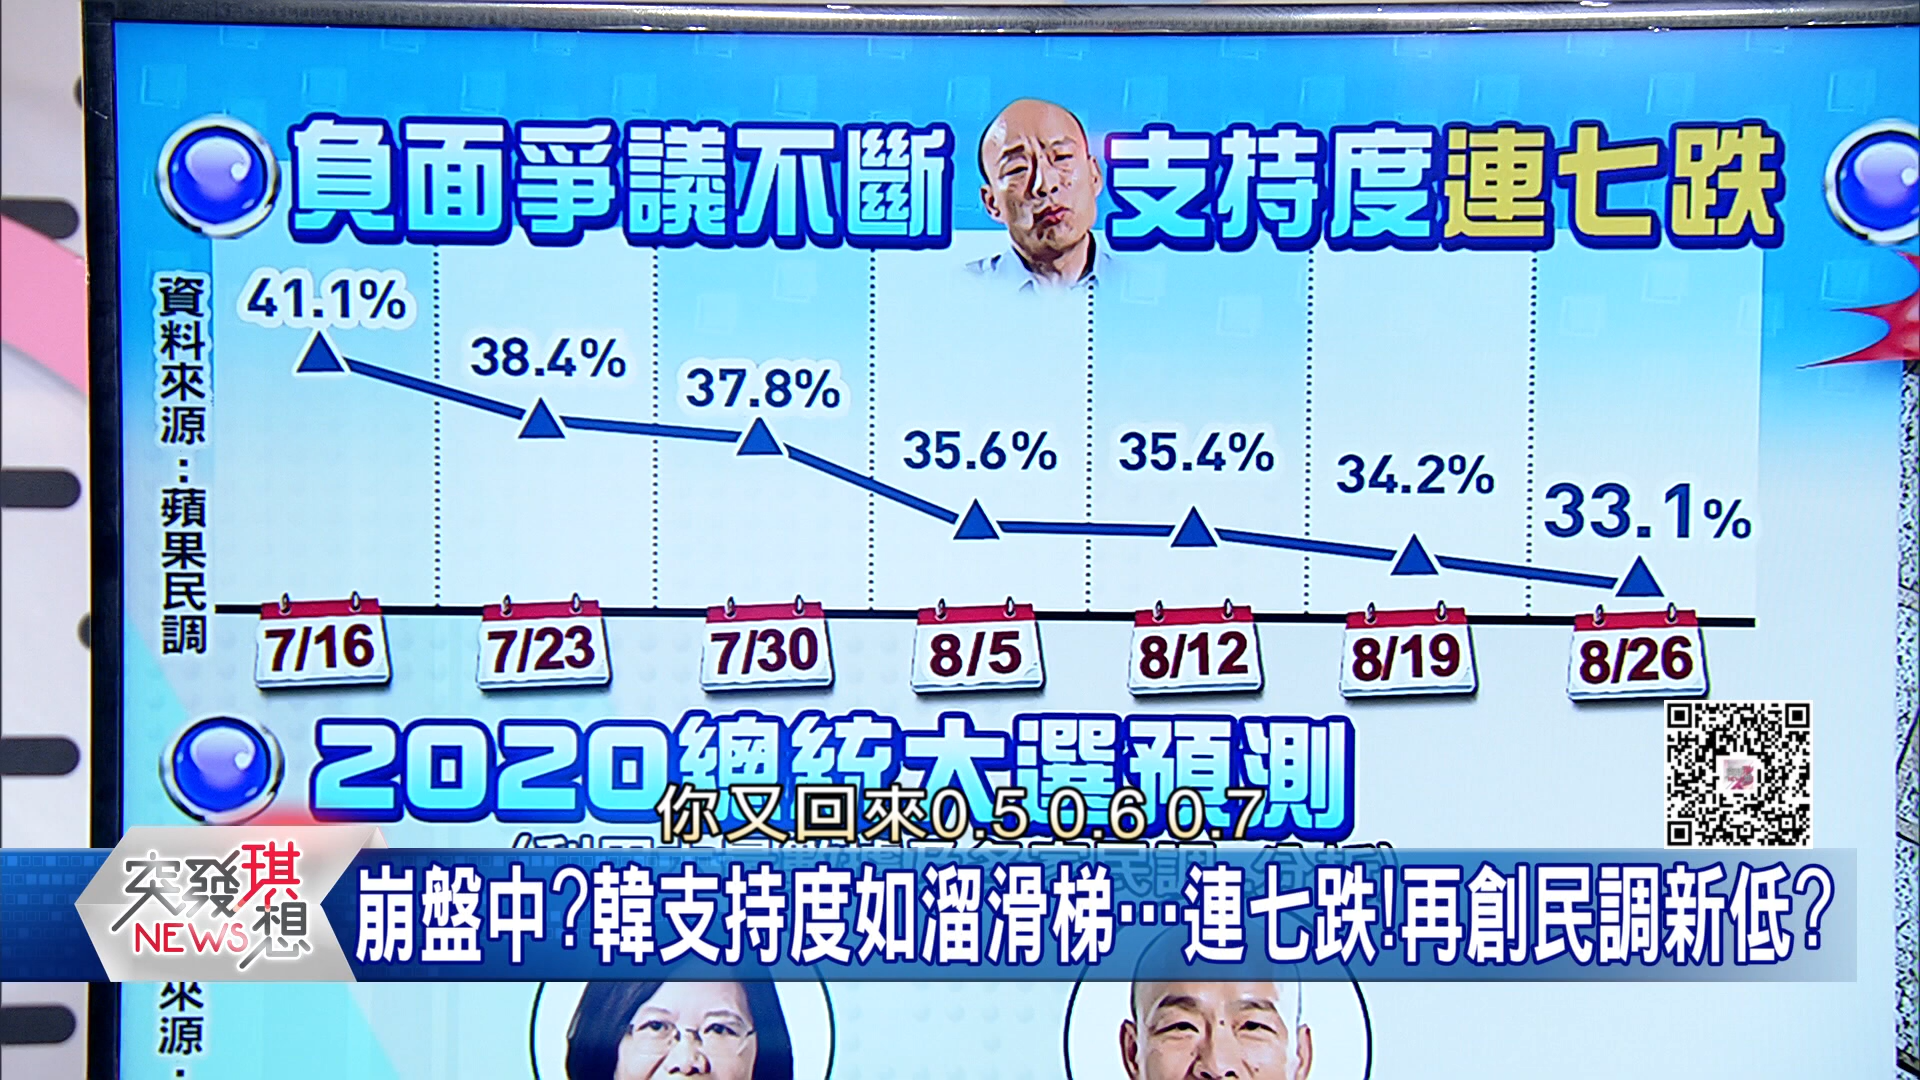 負面爭議不斷 支持度連七跌
資料來源：蘋果民調
41.1%
38.4%
37.8%
35.6%
35.4%
34.2%
33.1%
7/16
7/23
7/30
8/5
8/12
8/19
8/26
2020總統大選預測
你又回來0.5 0.6 0.7
突發琪想
NEWS
崩盤中?韓支持度如溜滑梯…連七跌!再創民調新低?
來源